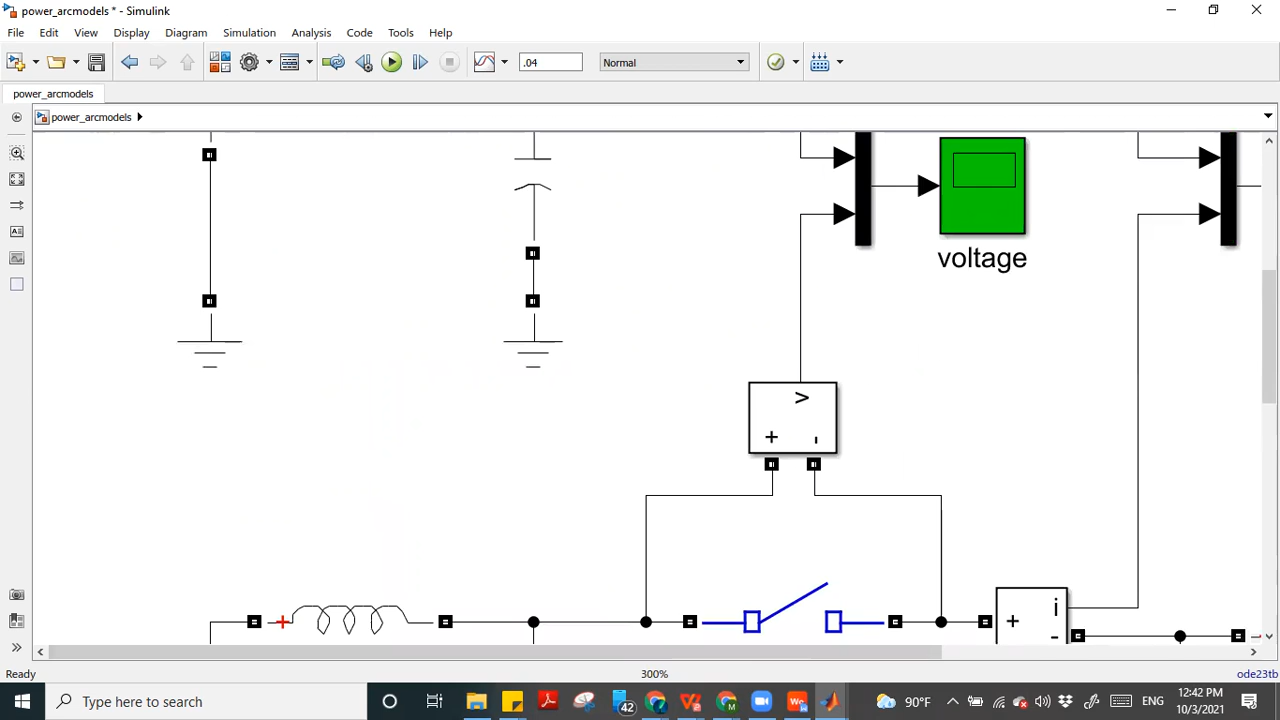 power_arcmodels * - Simulink
File Edit View Display Diagram Simulation Analysis Code Tools Help
.04 Normal
power_arcmodels
power_arcmodels
voltage
>
+ -
+ i
-
Ready 300% ode23tb
Type here to search 42 90°F ENG 12:42 PM
10/3/2021